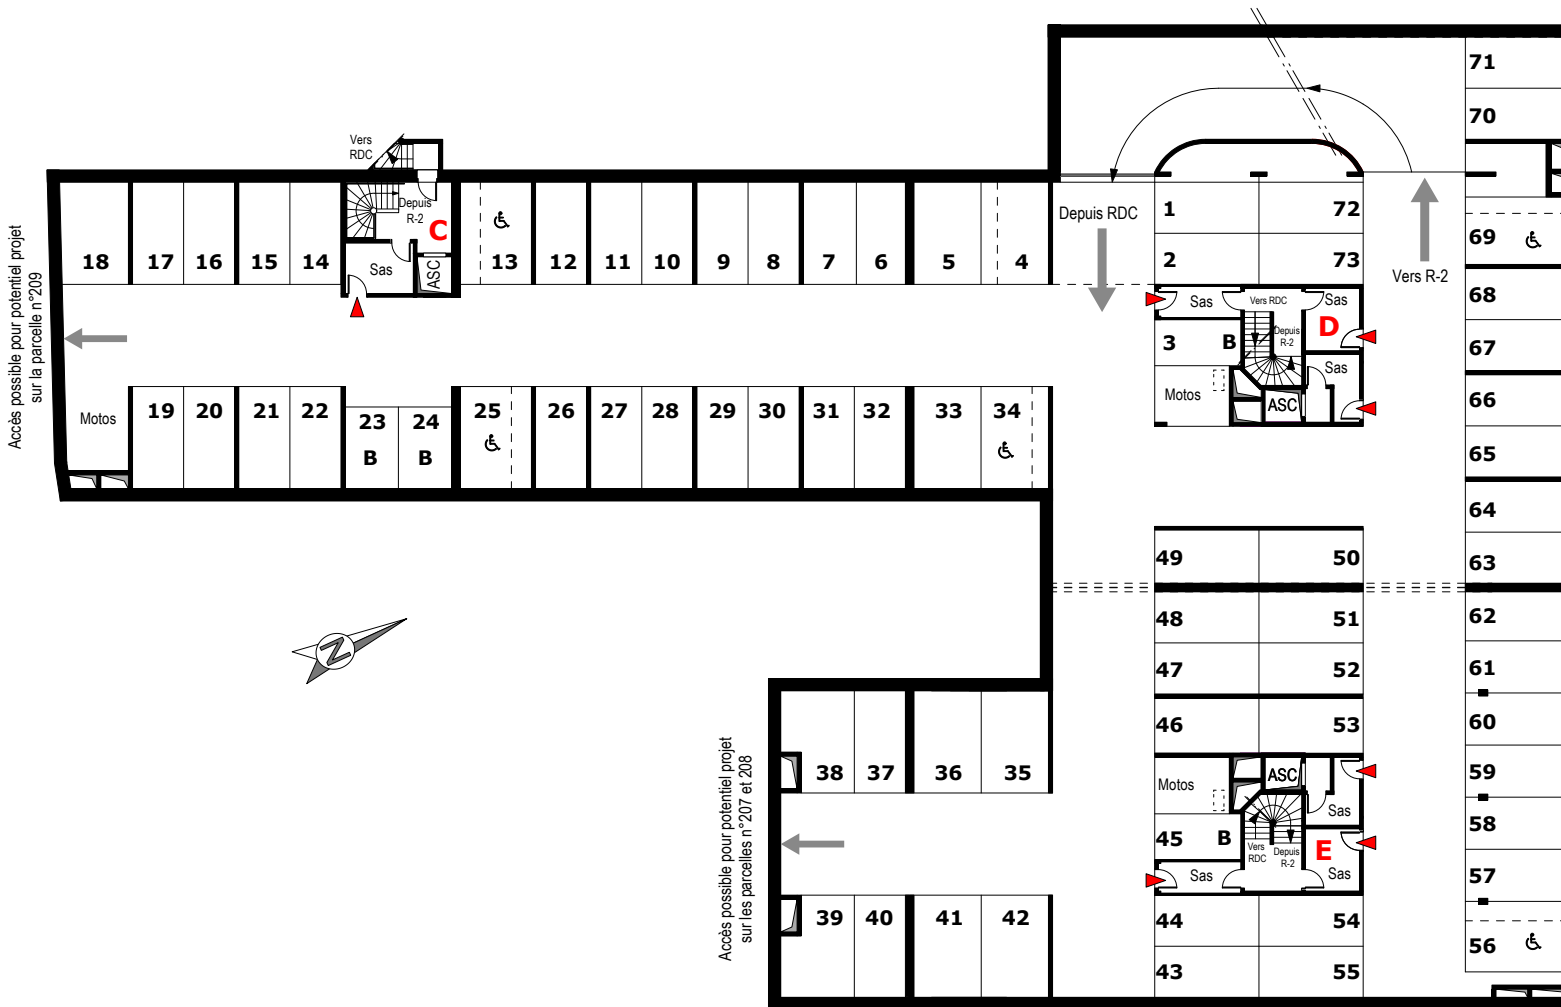 71
70
Vers
RDC
Depuis
R-2
C
Sas
ASC
18
17
16
15
14
13
12
11
10
9
8
7
6
5
4
Depuis RDC
1
72
2
73
Vers R-2
69
68
67
66
65
64
63
Sas
Vers RDC
Sas
D
3
B
Depuis
R-2
Sas
Motos
ASC
Accès possible pour potentiel projet
sur la parcelle n°209
Motos
19
20
21
22
23
B
24
B
25
26
27
28
29
30
31
32
33
34
49
50
48
51
47
52
46
53
62
61
60
59
58
57
56
N
Accès possible pour potentiel projet
sur les parcelles n°207 et 208
38
37
36
35
Motos
ASC
Sas
45
B
Vers
RDC
Depuis
R-2
E
Sas
Sas
39
40
41
42
44
54
43
55